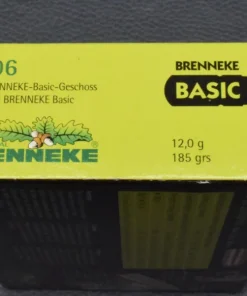 06
NNEKE-Basic-Geschoss
BRENNEKE Basic
BRENNEKE
BASIC
ENNEKE ®
12,0 g
185 grs